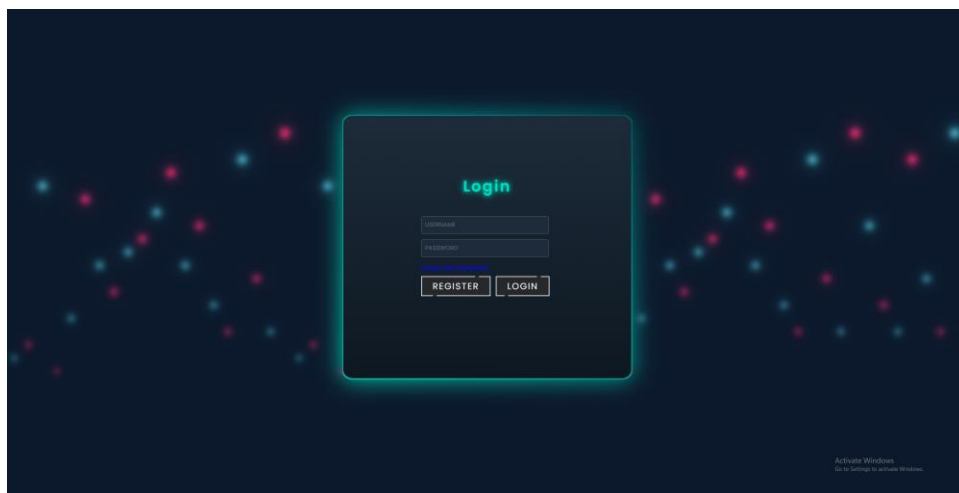 Login
USERNAME
PASSWORD
REGISTER LOGIN
Activate Windows
Go to Settings to activate Windows.